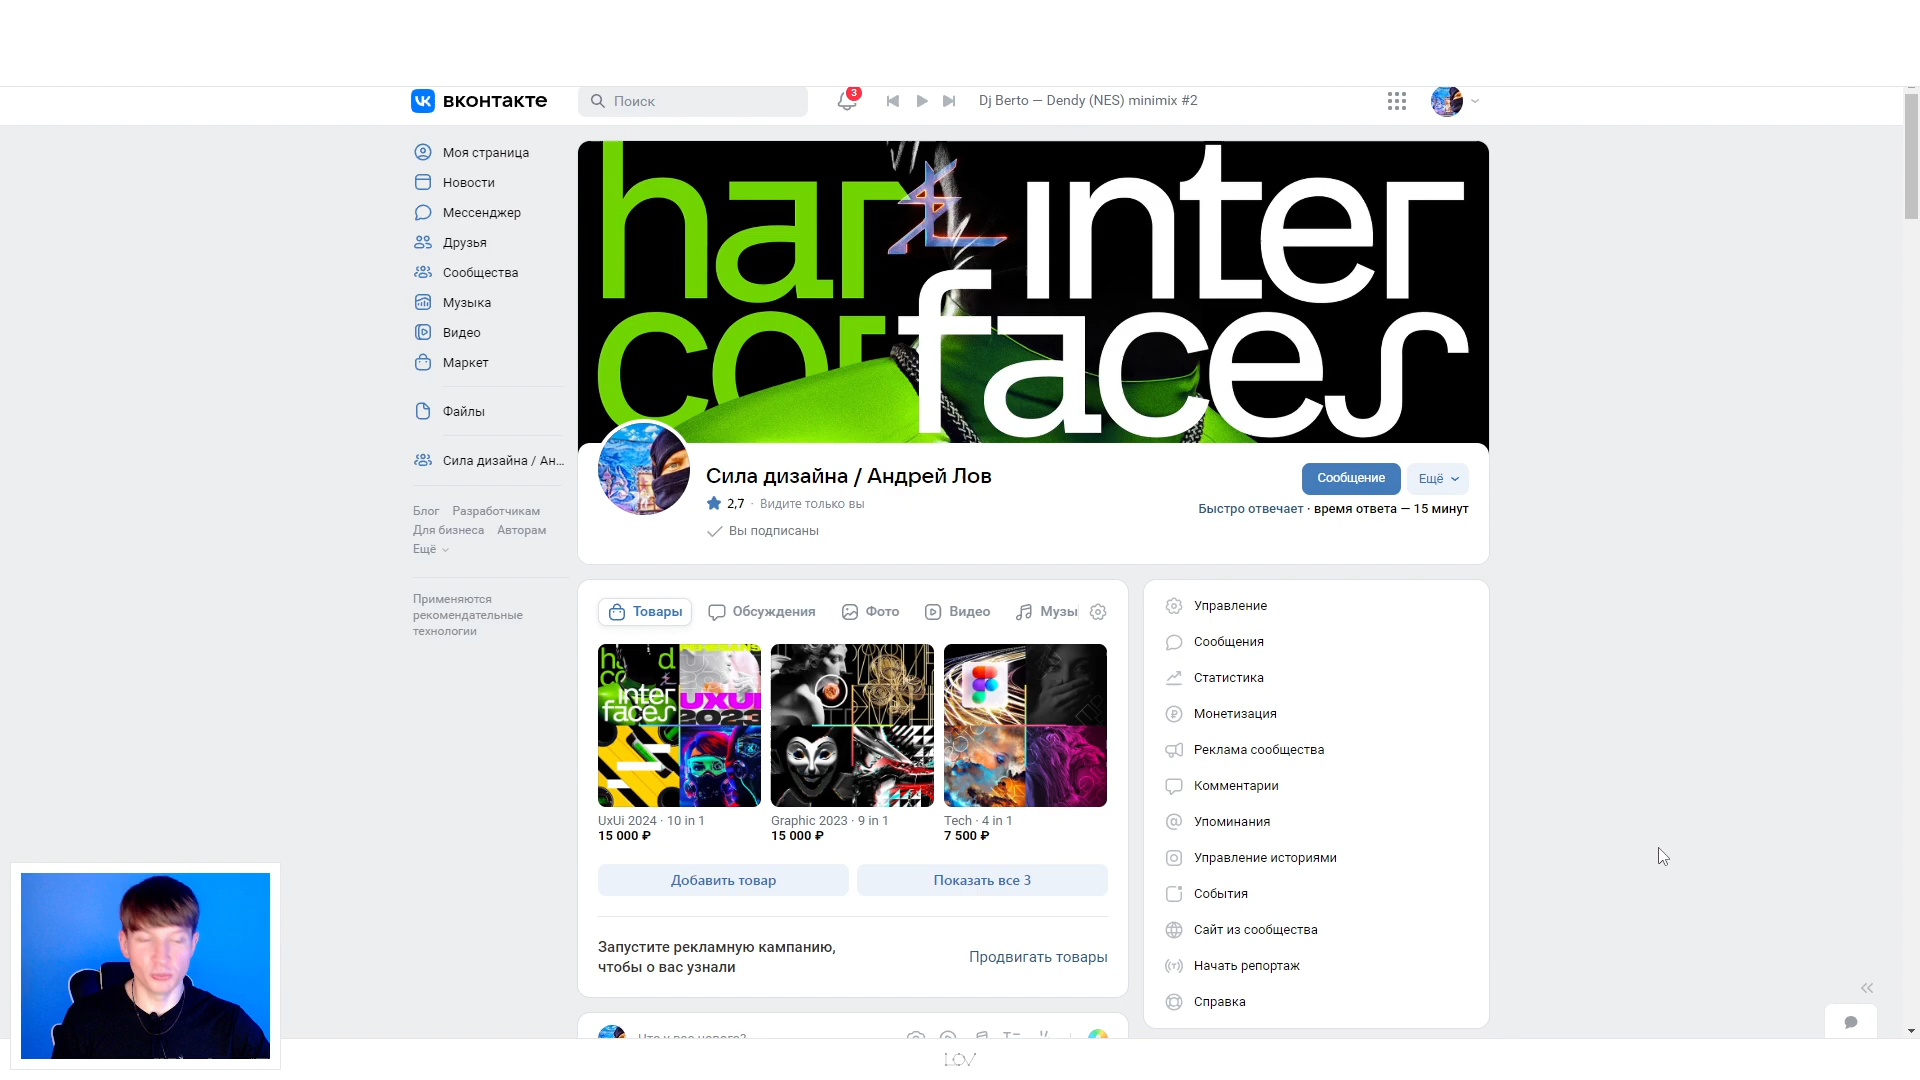 вконтакте
Поиск
3
Dj Berto — Dendy (NES) minimix #2
Моя страница
Новости
Мессенджер
Друзья
Сообщества
Музыка
Видео
Маркет
Файлы
Сила дизайна / Ан...
Блог Разработчикам
Для бизнеса Авторам
Ещё
Применяются
рекомендательные
технологии
inter
faces
Сила дизайна / Андрей Лов
2,7 · Видите только вы
Вы подписаны
Сообщение
Ещё
Быстро отвечает · время ответа — 15 минут
Товары
Обсуждения
Фото
Видео
Музы
inter
faces
UXUI
UxUi 2024 · 10 in 1
15 000 ₽
Graphic 2023 · 9 in 1
15 000 ₽
Tech · 4 in 1
7 500 ₽
Добавить товар
Показать все 3
Запустите рекламную кампанию,
чтобы о вас узнали
Продвигать товары
Управление
Сообщения
Статистика
Монетизация
Реклама сообщества
Комментарии
Упоминания
Управление историями
События
Сайт из сообщества
Начать репортаж
Справка
LOV